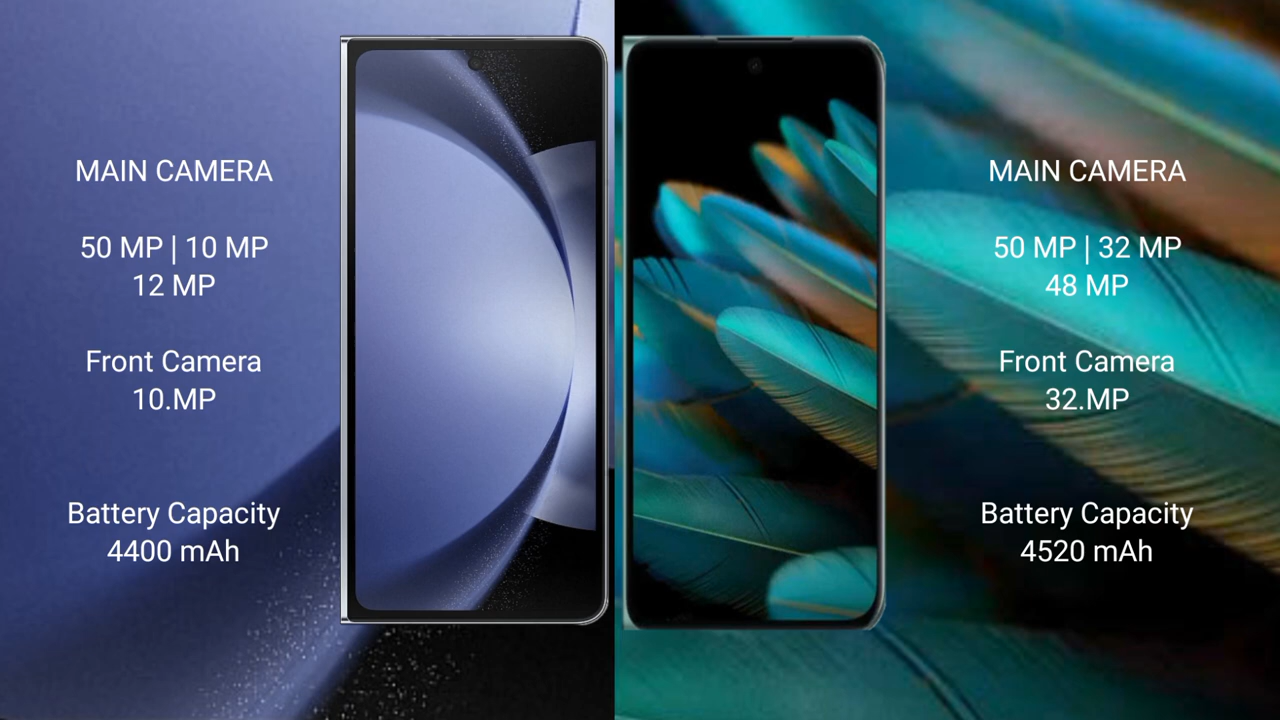 MAIN CAMERA
50 MP | 10 MP
12 MP
Front Camera
10.MP
Battery Capacity
4400 mAh
MAIN CAMERA
50 MP | 32 MP
48 MP
Front Camera
32.MP
Battery Capacity
4520 mAh